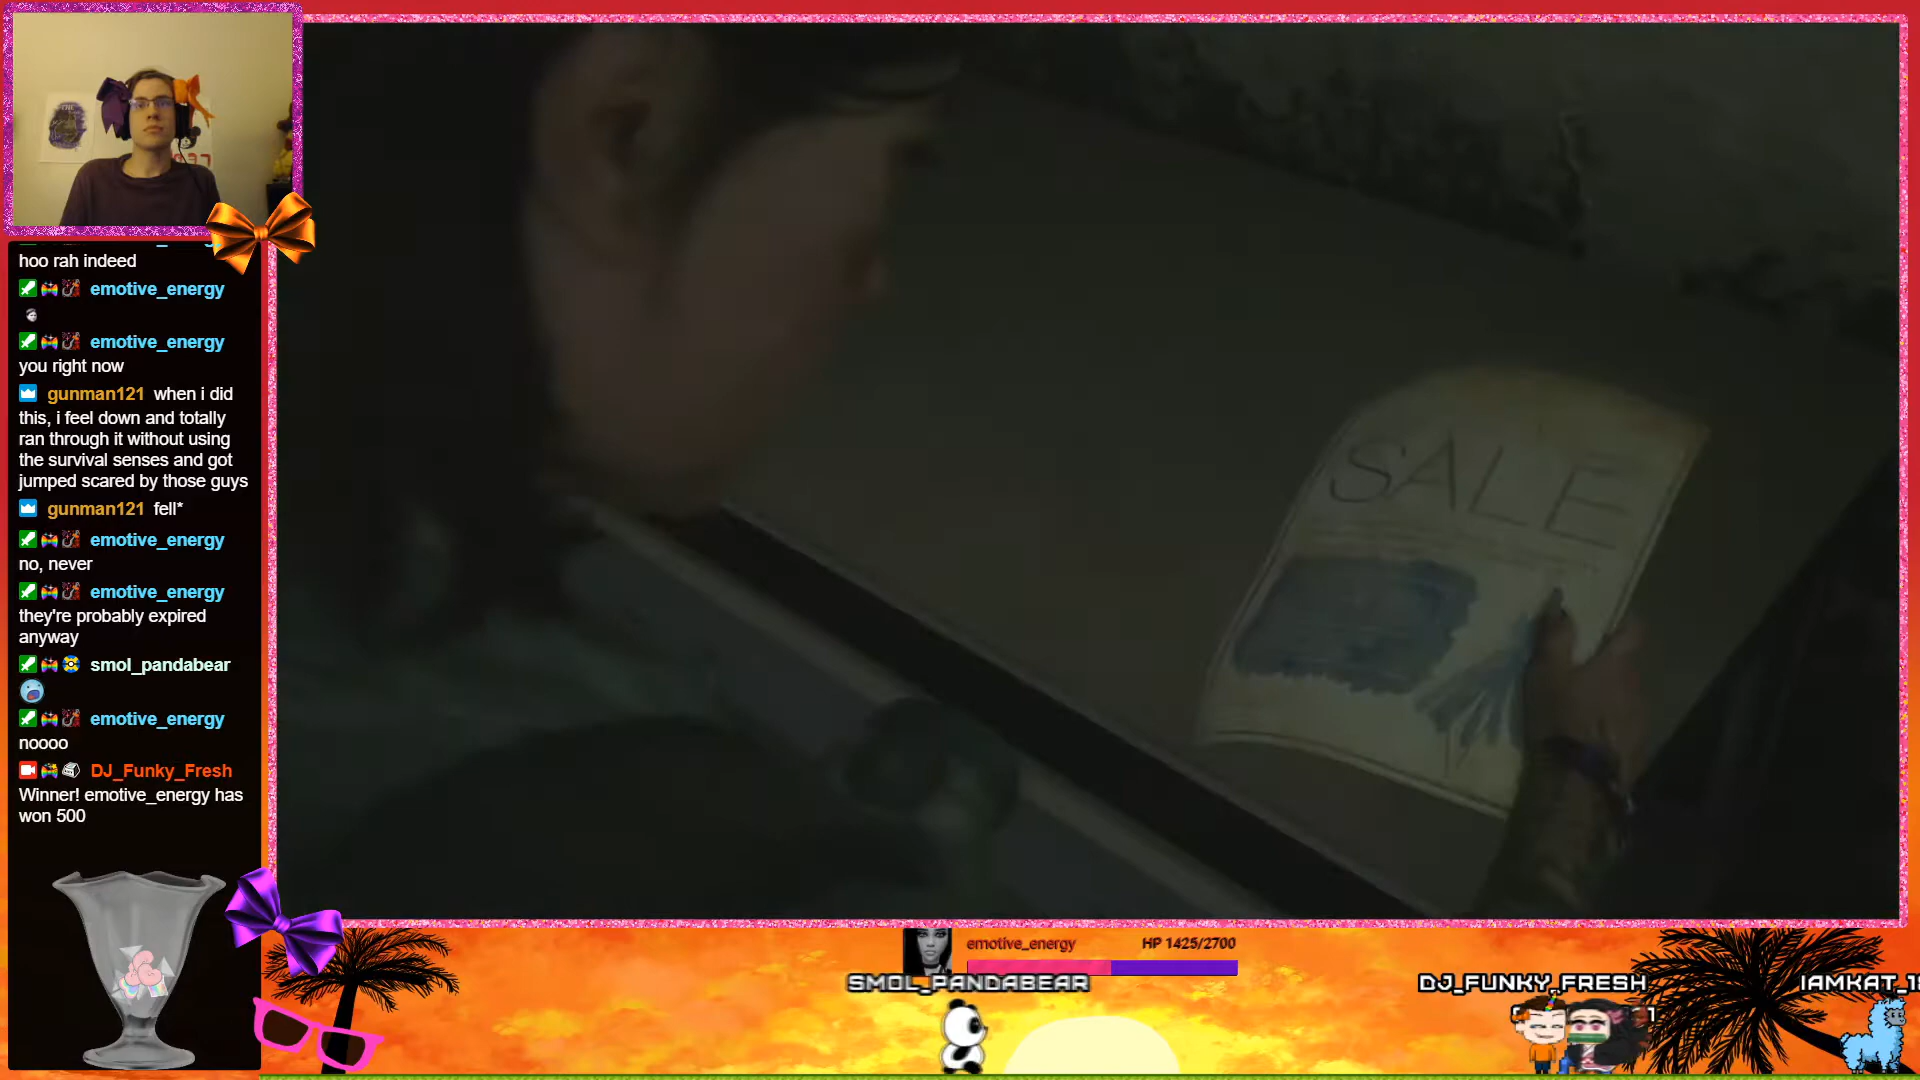 hoo rah indeed
emotive_energy
emotive_energy
you right now
gunman121 when i did
this, i feel down and totally
ran through it without using
the survival senses and got
jumped scared by those guys
gunman121 fell*
emotive_energy
no, never
emotive_energy
they're probably expired
anyway
smol_pandabear
emotive_energy
noooo
DJ_Funky_Fresh
Winner! emotive_energy has
won 500
SALE
emotive_energy HP 1425/2700
SMOL_PANDABEAR
DJ_FUNKY_FRESH